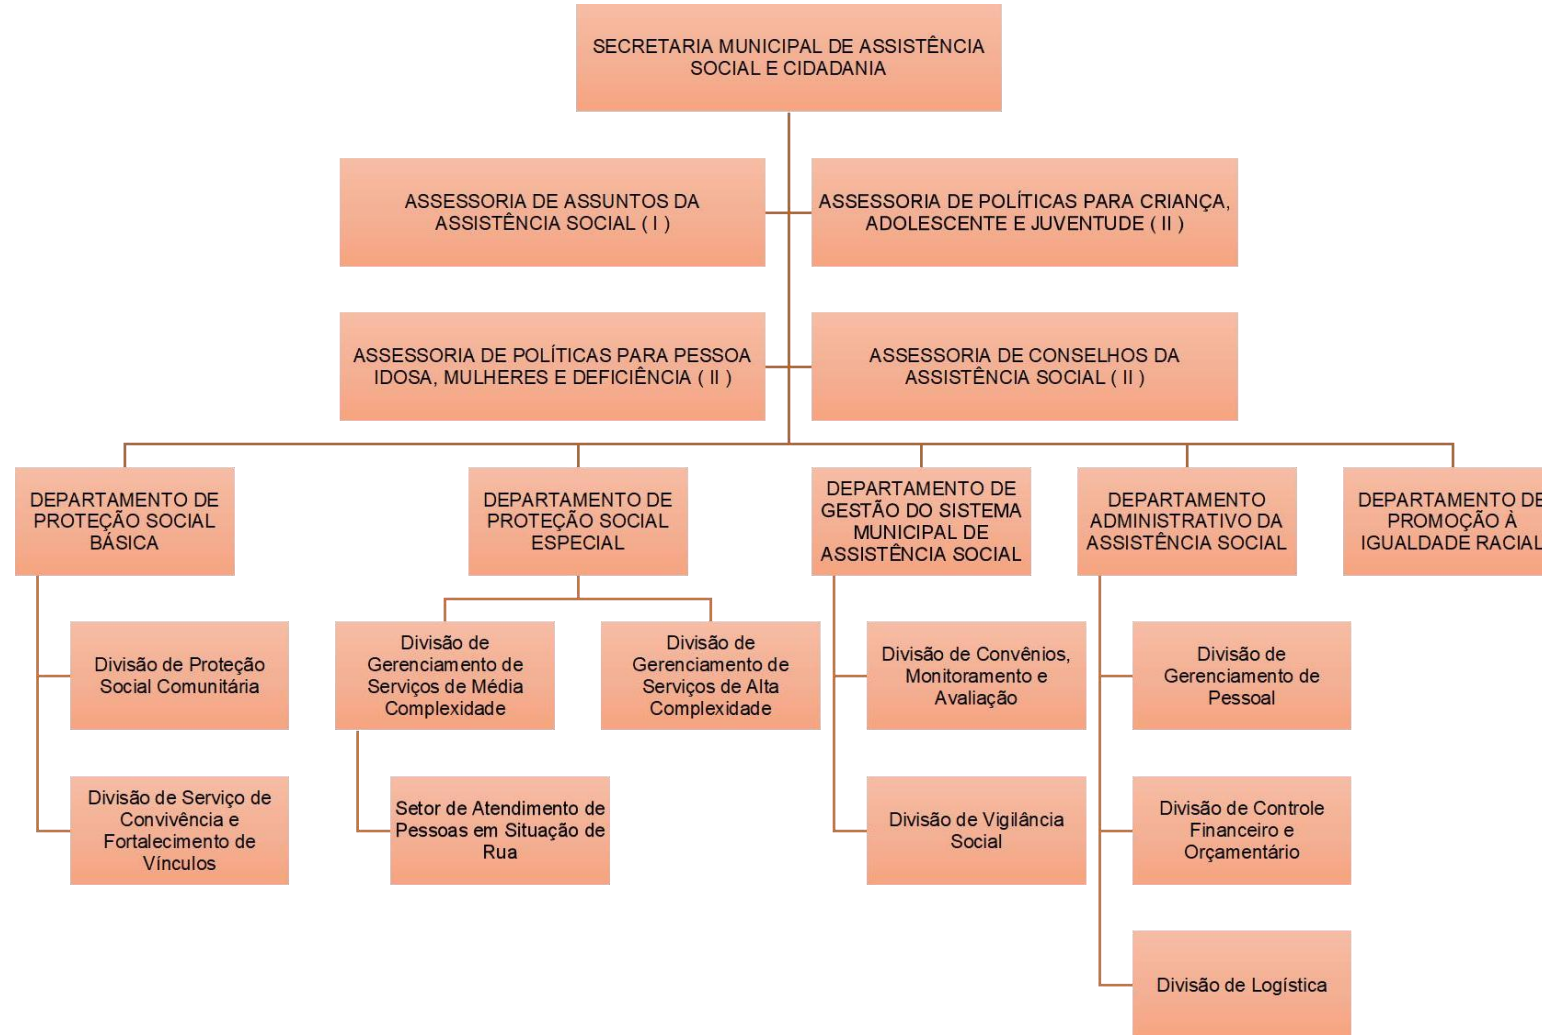 SECRETARIA MUNICIPAL DE ASSISTÊNCIA
SOCIAL E CIDADANIA
ASSESSORIA DE ASSUNTOS DA
ASSISTÊNCIA SOCIAL ( I )
ASSESSORIA DE POLÍTICAS PARA CRIANÇA,
ADOLESCENTE E JUVENTUDE ( II )
ASSESSORIA DE POLÍTICAS PARA PESSOA
IDOSA, MULHERES E DEFICIÊNCIA ( II )
ASSESSORIA DE CONSELHOS DA
ASSISTÊNCIA SOCIAL ( II )
DEPARTAMENTO DE
PROTEÇÃO SOCIAL
BÁSICA
DEPARTAMENTO DE
PROTEÇÃO SOCIAL
ESPECIAL
DEPARTAMENTO DE
GESTÃO DO SISTEMA
MUNICIPAL DE
ASSISTÊNCIA SOCIAL
DEPARTAMENTO
ADMINISTRATIVO DA
ASSISTÊNCIA SOCIAL
DEPARTAMENTO DE
PROMOÇÃO À
IGUALDADE RACIAL
Divisão de Proteção
Social Comunitária
Divisão de
Gerenciamento de
Serviços de Média
Complexidade
Divisão de
Gerenciamento de
Serviços de Alta
Complexidade
Divisão de Convênios,
Monitoramento e
Avaliação
Divisão de
Gerenciamento de
Pessoal
Divisão de Serviço de
Convivência e
Fortalecimento de
Vínculos
Setor de Atendimento de
Pessoas em Situação de
Rua
Divisão de Vigilância
Social
Divisão de Controle
Financeiro e
Orçamentário
Divisão de Logística